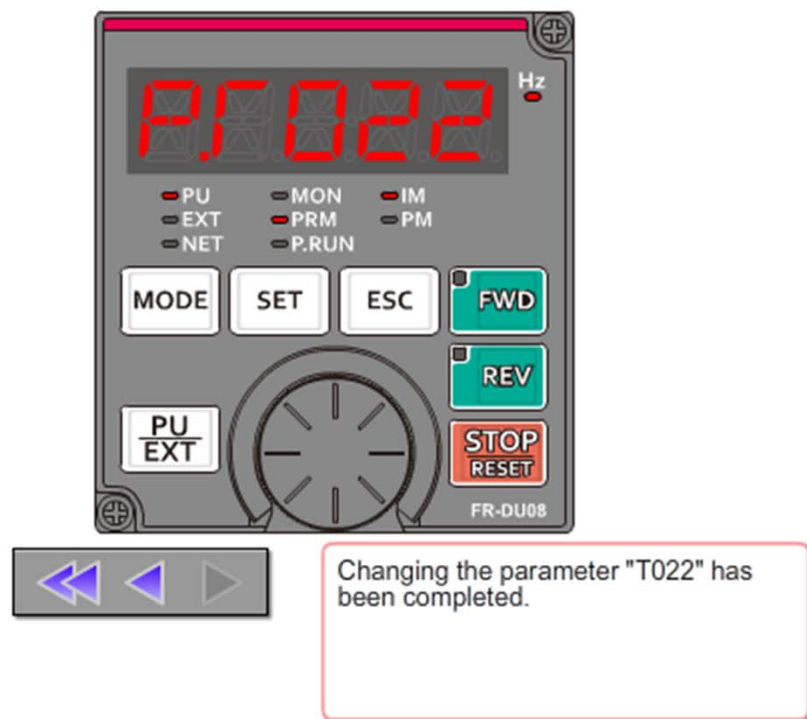 P.T022
Hz
PU MON IM
EXT PRM PM
NET P.RUN
MODE SET ESC FWD
REV
PU
EXT
STOP
RESET
FR-DU08
Changing the parameter "T022" has
been completed.